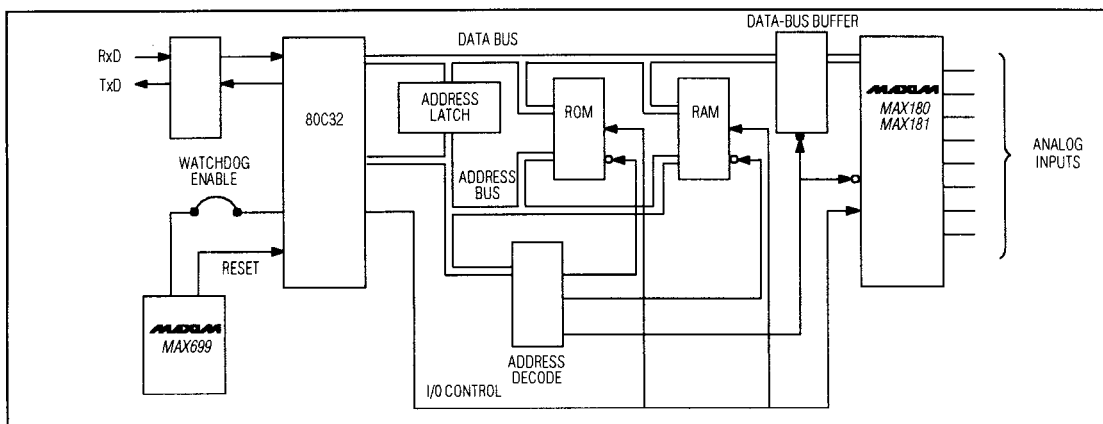 DATA-BUS BUFFER
RxD
TxD
DATA BUS
80C32
ADDRESS
LATCH
ROM
RAM
MAXIM
MAX180
MAX181
ANALOG
INPUTS
WATCHDOG
ENABLE
ADDRESS
BUS
RESET
MAXIM
MAX699
ADDRESS
DECODE
I/O CONTROL